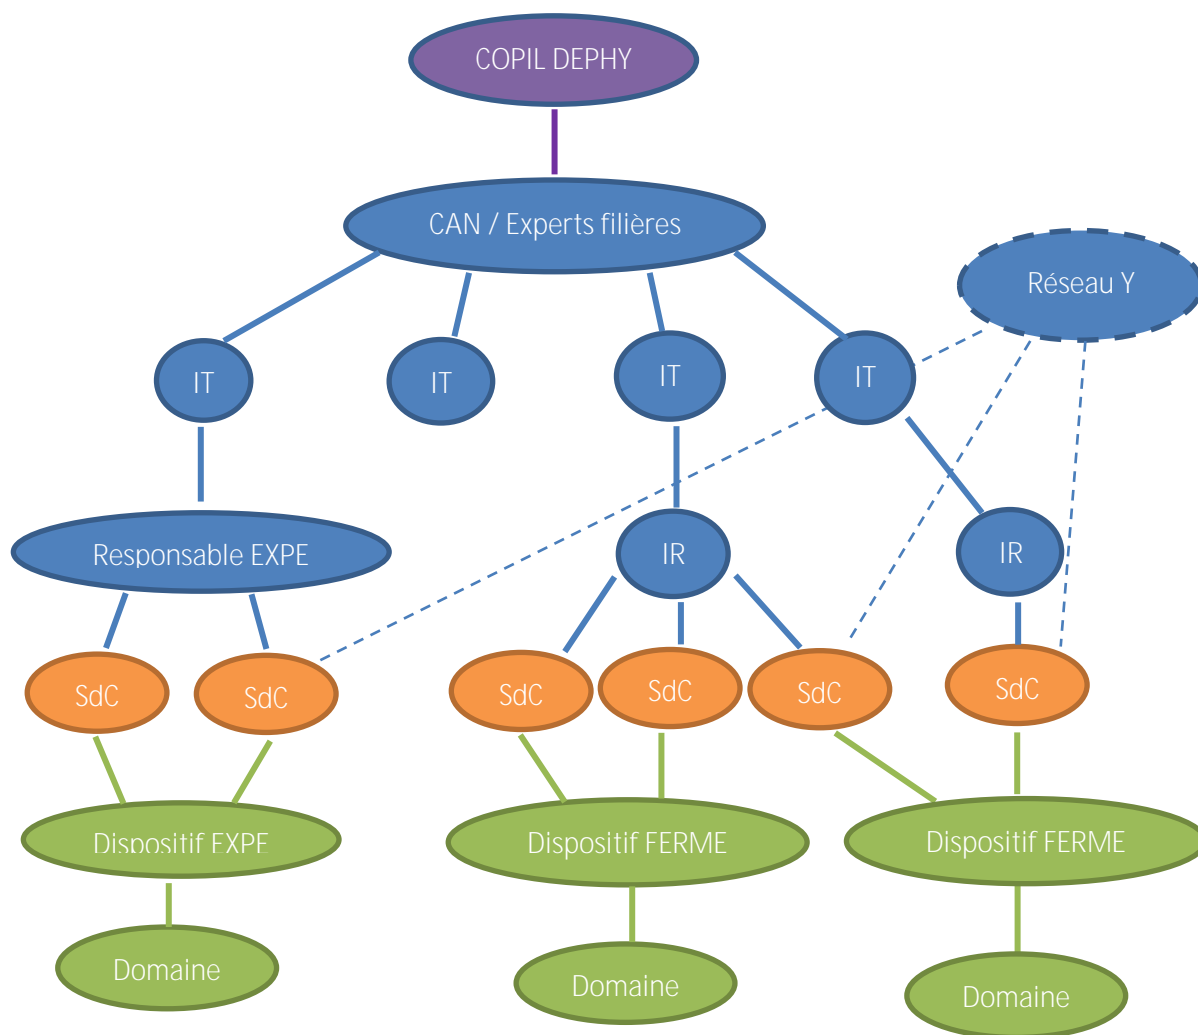 COPIL DEPHY
CAN / Experts filières
Réseau Y
IT
IT
IT
IT
Responsable EXPE
IR
IR
SdC
SdC
SdC
SdC
SdC
SdC
Dispositif EXPE
Dispositif FERME
Dispositif FERME
Domaine
Domaine
Domaine